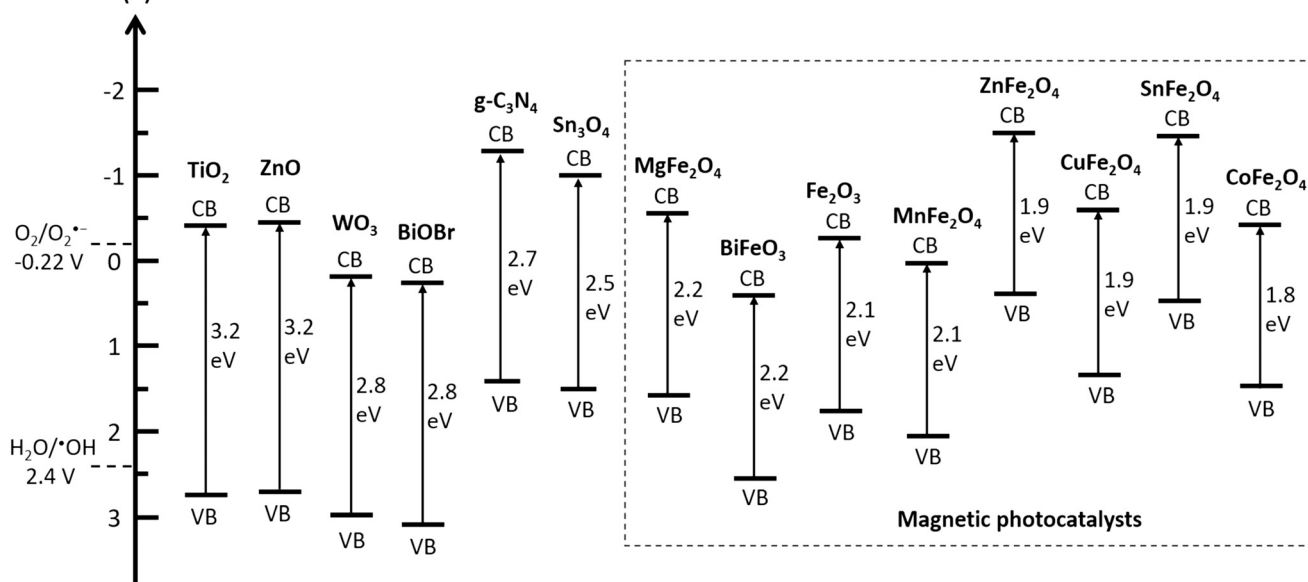 -2
-1
0
1
2
3
O₂/O₂•⁻
-0.22 V
H₂O/•OH
2.4 V
TiO₂
CB
3.2
eV
VB
ZnO
CB
3.2
eV
VB
WO₃
CB
2.8
eV
VB
BiOBr
CB
2.8
eV
VB
g-C₃N₄
CB
2.7
eV
VB
Sn₃O₄
CB
2.5
eV
VB
MgFe₂O₄
CB
2.2
eV
VB
BiFeO₃
CB
2.2
eV
VB
Fe₂O₃
CB
2.1
eV
VB
MnFe₂O₄
CB
2.1
eV
VB
ZnFe₂O₄
CB
1.9
eV
VB
CuFe₂O₄
CB
1.9
eV
VB
SnFe₂O₄
CB
1.9
eV
VB
CoFe₂O₄
CB
1.8
eV
VB
Magnetic photocatalysts